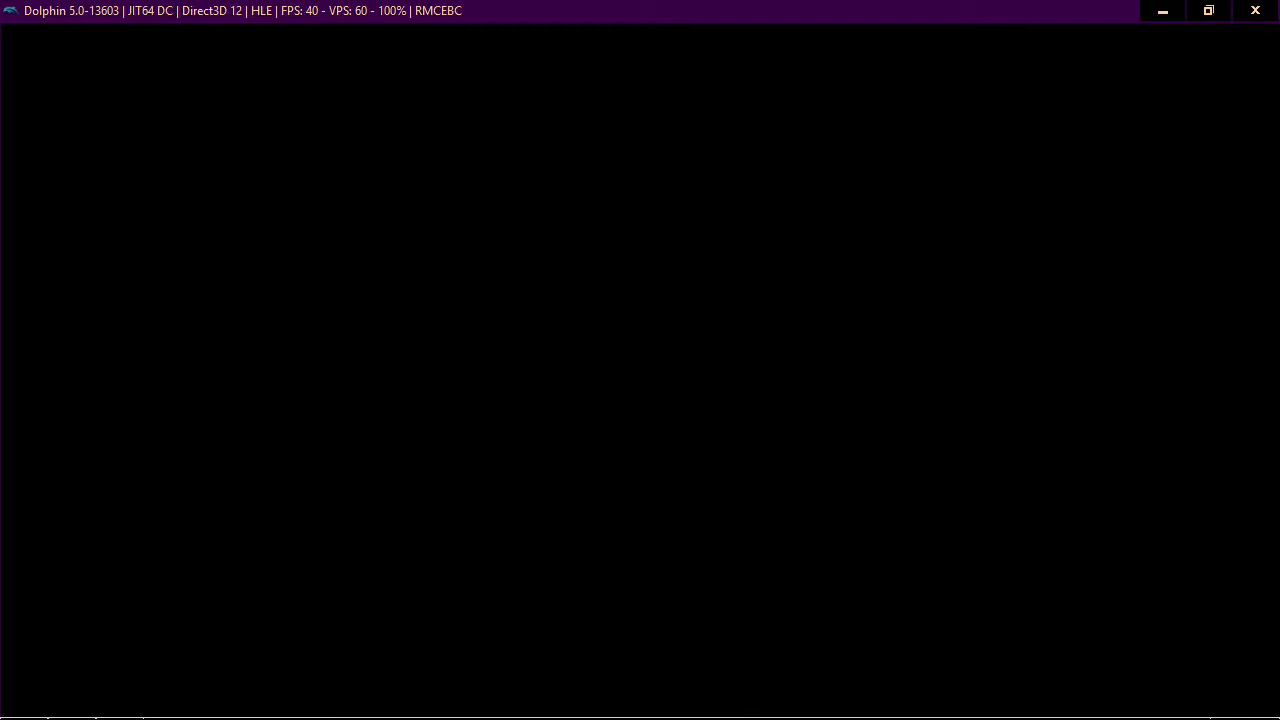 Dolphin 5.0-13603 | JIT64 DC | Direct3D 12 | HLE | FPS: 40 - VPS: 60 - 100% | RMCEBC